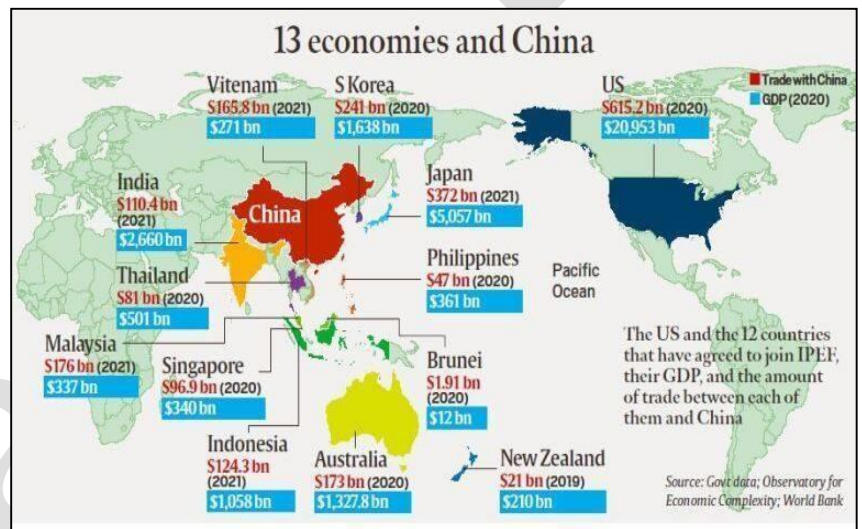 13 economies and China
Vitenam
$165.8 bn (2021)
$271 bn
S Korea
$241 bn (2020)
$1,638 bn
US
$615.2 bn (2020)
$20,953 bn
Trade with China
GDP (2020)
India
$110.4 bn
(2021)
$2,660 bn
China
Japan
$372 bn (2021)
$5,057 bn
Thailand
$81 bn (2020)
$501 bn
Philippines
$47 bn (2020)
$361 bn
Pacific
Ocean
Malaysia
$176 bn (2021)
$337 bn
Singapore
$96.9 bn (2020)
$340 bn
Brunei
$1.91 bn
(2020)
$12 bn
The US and the 12 countries
that have agreed to join IPEF,
their GDP, and the amount
of trade between each of
them and China
Indonesia
$124.3 bn
(2021)
$1,058 bn
Australia
$173 bn (2020)
$1,327.8 bn
New Zealand
$21 bn (2019)
$210 bn
Source: Govt data; Observatory for
Economic Complexity; World Bank